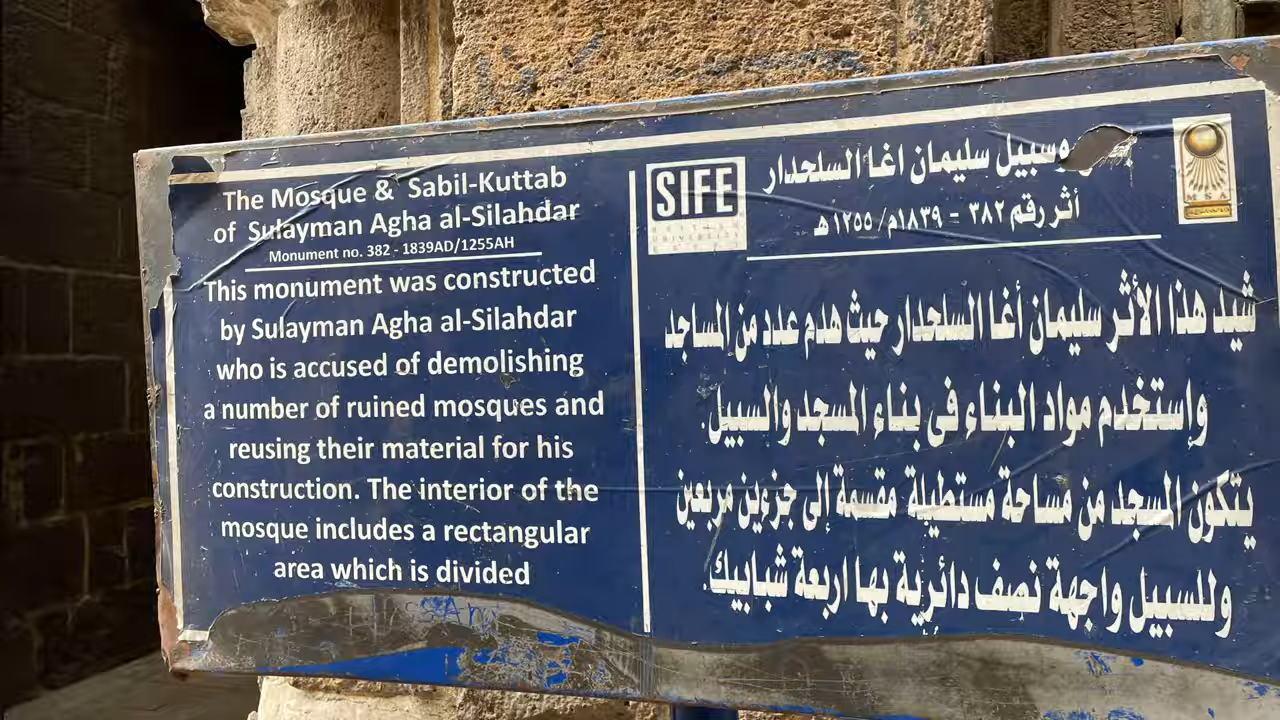 The Mosque & Sabil-Kuttab
of Sulayman Agha al-Silahdar
Monument no. 382 - 1839AD/1255AH
This monument was constructed
by Sulayman Agha al-Silahdar
who is accused of demolishing
a number of ruined mosques and
reusing their material for his
construction. The interior of the
mosque includes a rectangular
area which is divided
SIFE
وسبيل سليمان اغا السلحدار
أثر رقم ٣٨٢ - ١٨٣٩م/١٢٥٥ هـ
MSA
شيد هذا الأثر سليمان أغا السلحدار حيث هدم عدد من المساجد
وإستخدم مواد البناء فى بناء المسجد والسبيل.
يتكون المسجد من مساحة مستطيلة مقسمة إلى جزءين مربعين
وللسبيل واجهة نصف دائرية بها اربعة شبابيك.